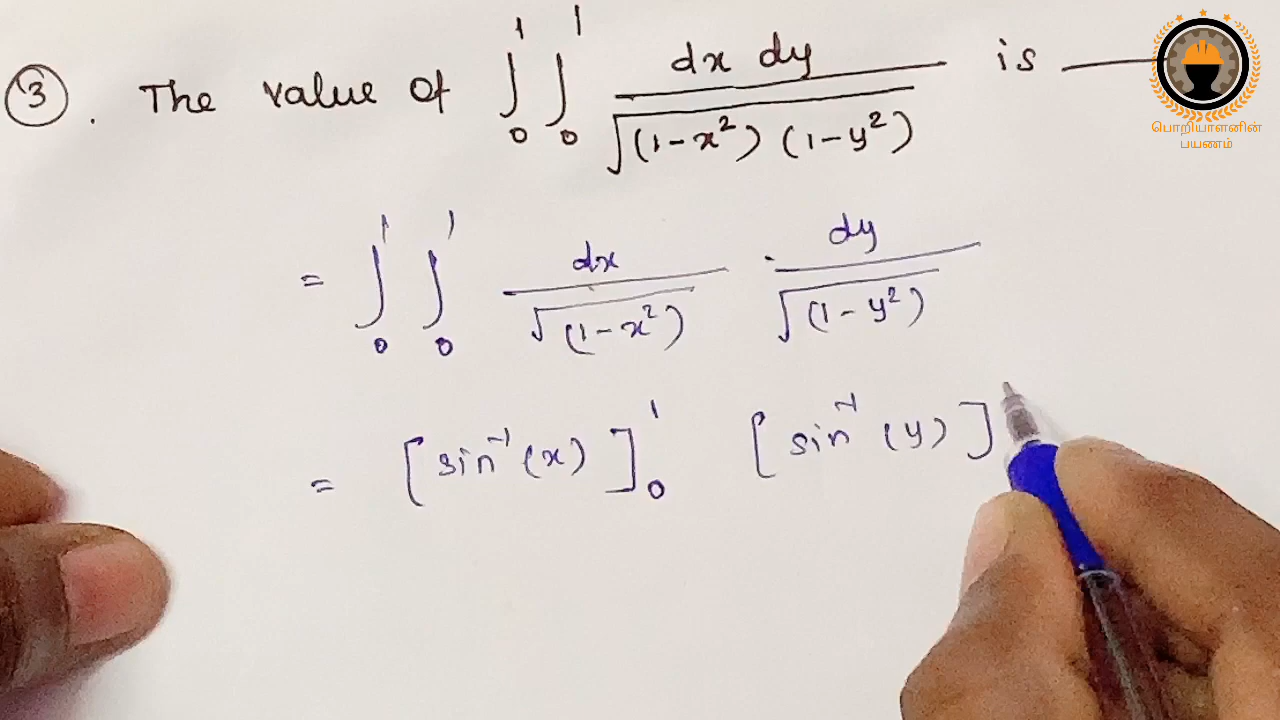 ③. The value of ∫₀¹ ∫₀¹ dx dy / √((1-x²) (1-y²)) is ____
= ∫₀¹ ∫₀¹ dx / √(1-x²) · dy / √(1-y²)
= [sin⁻¹(x)]₀¹ [sin⁻¹(y)]
பொறியாளனின்
பயணம்